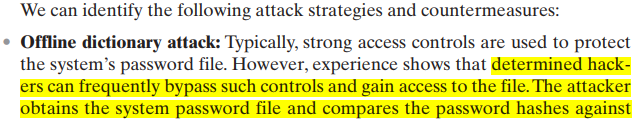 We can identify the following attack strategies and countermeasures:
• Offline dictionary attack: Typically, strong access controls are used to protect
the system's password file. However, experience shows that determined hack-
ers can frequently bypass such controls and gain access to the file. The attacker
obtains the system password file and compares the password hashes against